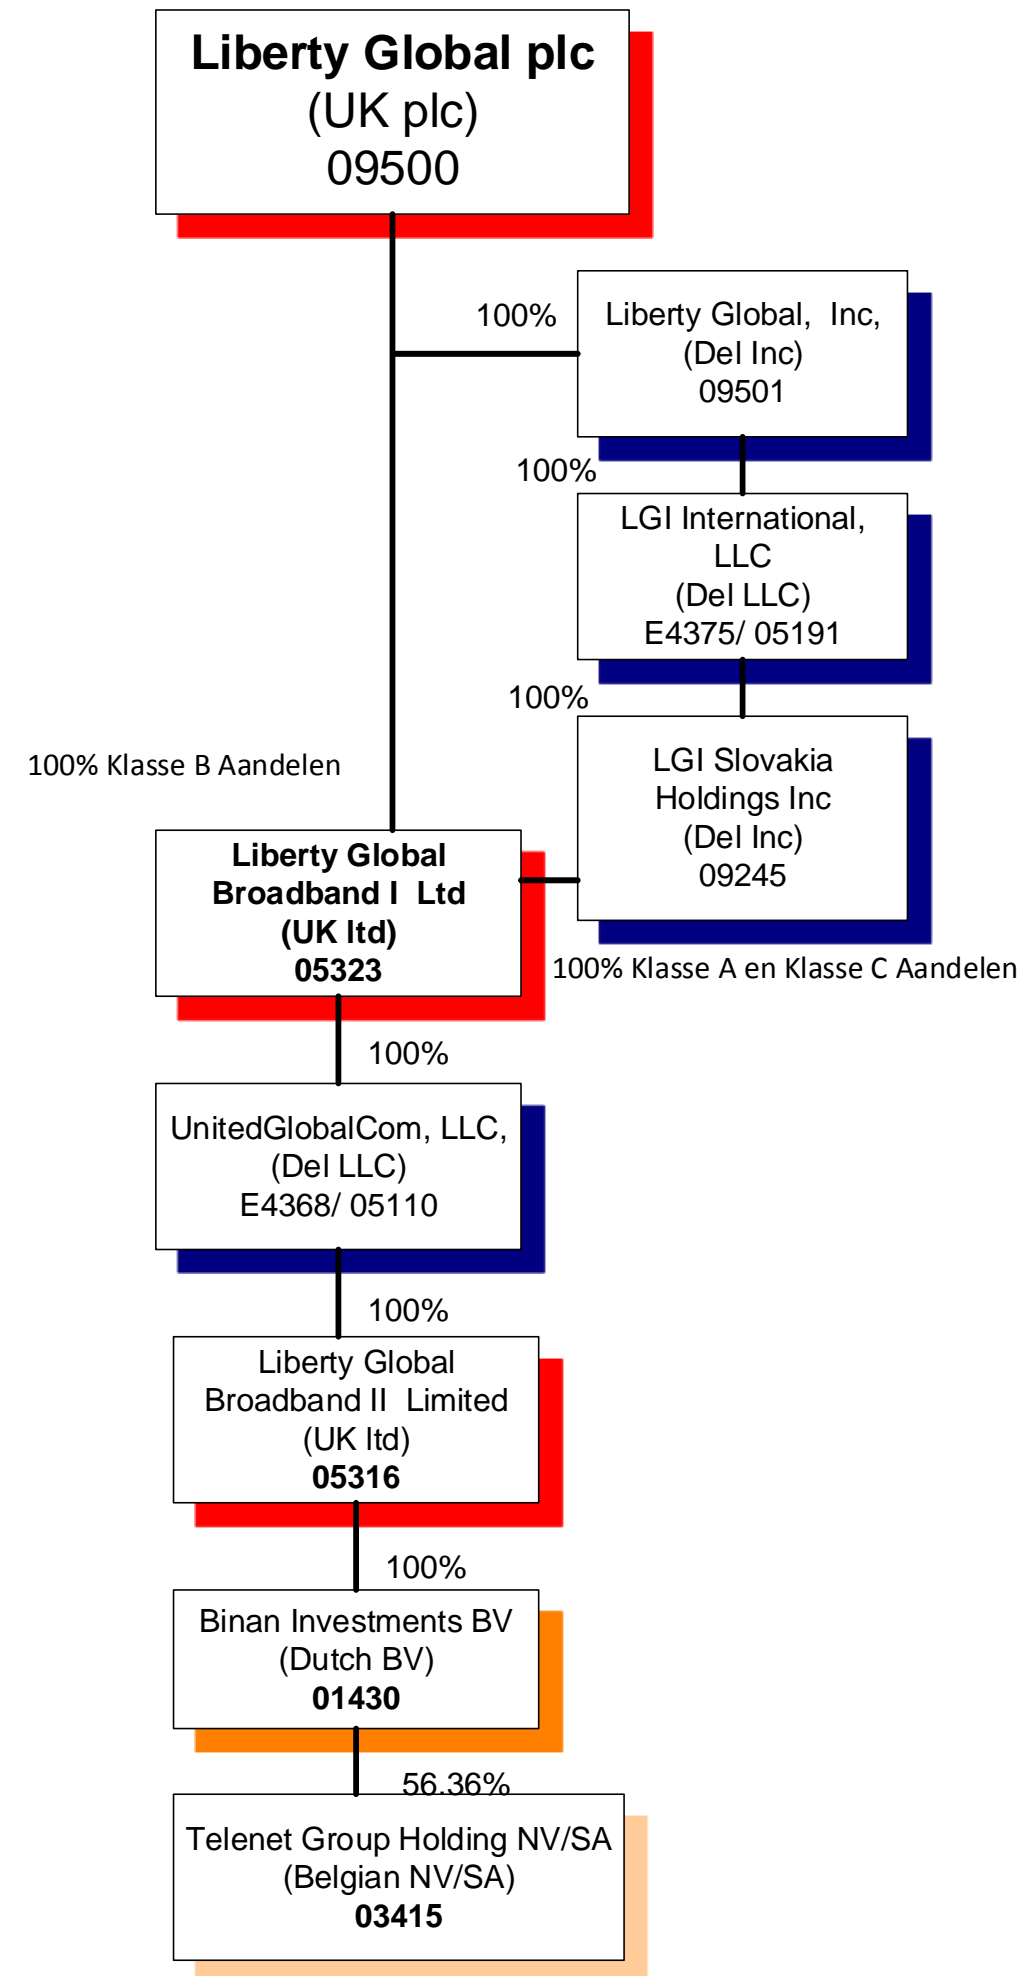 Liberty Global plc
(UK plc)
09500
100%
Liberty Global,  Inc,
(Del Inc)
09501
100%
LGI International,
LLC
(Del LLC)
E4375/ 05191
100%
LGI Slovakia
Holdings Inc
(Del Inc)
09245
100% Klasse B Aandelen
Liberty Global
Broadband I  Ltd
(UK ltd)
05323
100% Klasse A en Klasse C Aandelen
100%
UnitedGlobalCom, LLC,
(Del LLC)
E4368/ 05110
100%
Liberty Global
Broadband II  Limited
(UK ltd)
05316
100%
Binan Investments BV
(Dutch BV)
01430
56.36%
Telenet Group Holding NV/SA
(Belgian NV/SA)
03415